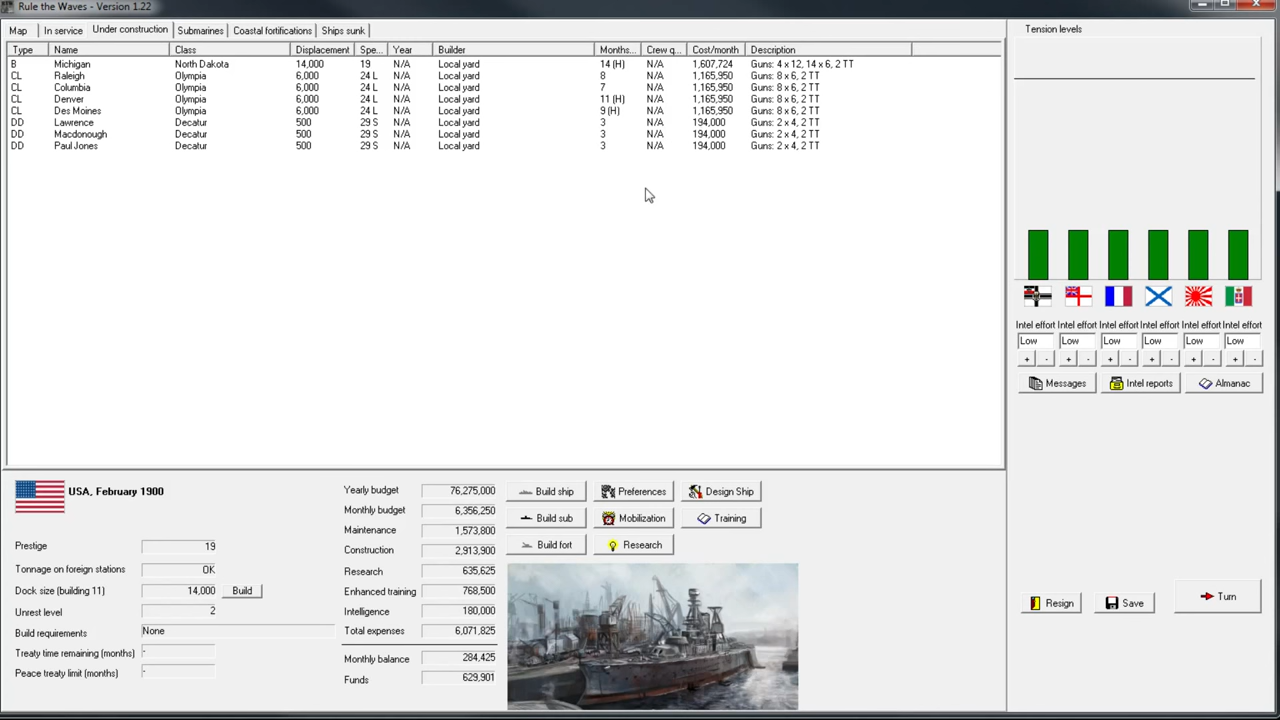 Rule the Waves - Version 1.22
Map In service Under construction Submarines Coastal fortifications Ships sunk
Type Name Class Displacement Spe... Year Builder Months... Crew q... Cost/month Description
B Michigan North Dakota 14,000 19 N/A Local yard 14 (H) N/A 1,607,724 Guns: 4 x 12, 14 x 6, 2 TT
CL Raleigh Olympia 6,000 24 L N/A Local yard 8 N/A 1,165,950 Guns: 8 x 6, 2 TT
CL Columbia Olympia 6,000 24 L N/A Local yard 7 N/A 1,165,950 Guns: 8 x 6, 2 TT
CL Denver Olympia 6,000 24 L N/A Local yard 11 (H) N/A 1,165,950 Guns: 8 x 6, 2 TT
CL Des Moines Olympia 6,000 24 L N/A Local yard 9 (H) N/A 1,165,950 Guns: 8 x 6, 2 TT
DD Lawrence Decatur 500 29 S N/A Local yard 3 N/A 194,000 Guns: 2 x 4, 2 TT
DD Macdonough Decatur 500 29 S N/A Local yard 3 N/A 194,000 Guns: 2 x 4, 2 TT
DD Paul Jones Decatur 500 29 S N/A Local yard 3 N/A 194,000 Guns: 2 x 4, 2 TT
Tension levels
Intel effort Intel effort Intel effort Intel effort Intel effort Intel effort
Low Low Low Low Low Low
+ - + - + - + - + - + -
Messages Intel reports Almanac
USA, February 1900
Prestige 19
Tonnage on foreign stations OK
Dock size (building 11) 14,000 Build
Unrest level 2
Build requirements None
Treaty time remaining (months) -
Peace treaty limit (months) -
Yearly budget 76,275,000
Monthly budget 6,356,250
Maintenance 1,573,800
Construction 2,913,900
Research 635,625
Enhanced training 768,500
Intelligence 180,000
Total expenses 6,071,825
Monthly balance 284,425
Funds 629,901
Build ship Preferences Design Ship
Build sub Mobilization Training
Build fort Research
Resign Save Turn